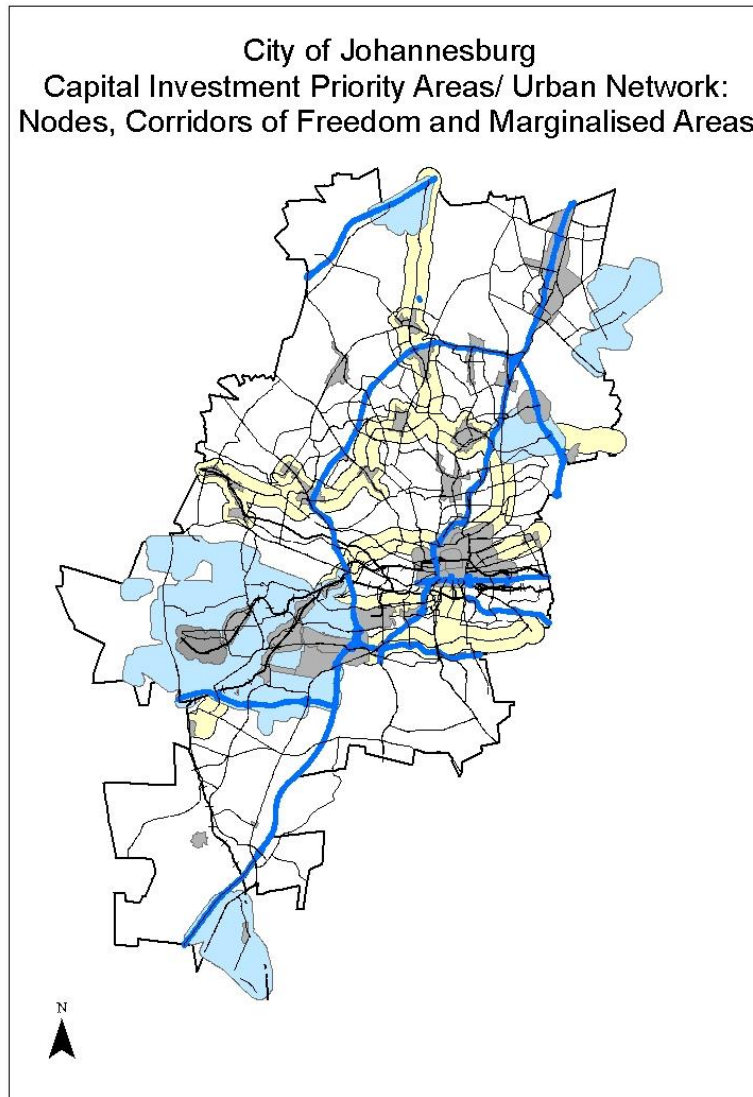 City of Johannesburg
Capital Investment Priority Areas/ Urban Network:
Nodes, Corridors of Freedom and Marginalised Areas
N